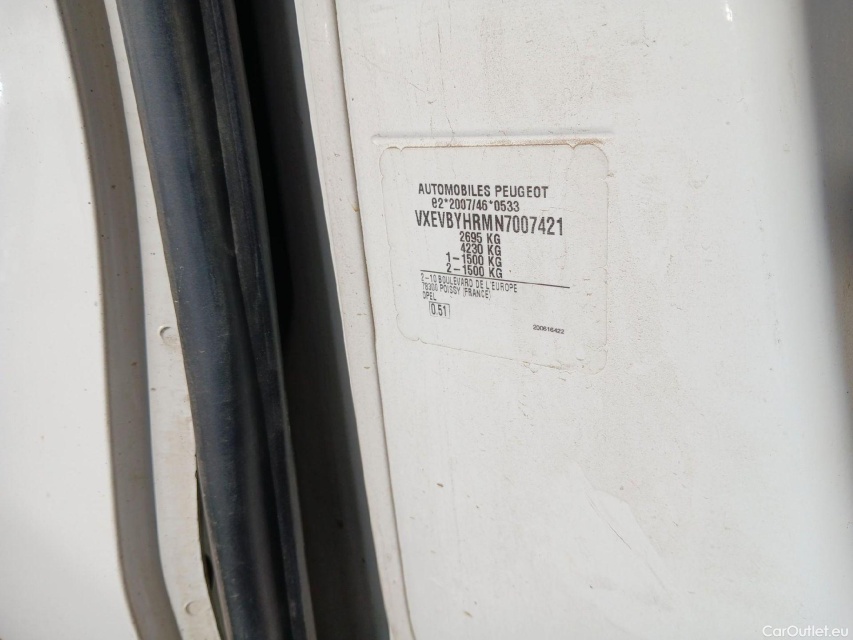 AUTOMOBILES PEUGEOT
e2*2007/46*0533
VXEVBYHRMN7007421
2695 KG
4230 KG
1-1500 KG
2-1500 KG
2-10 BOULEVARD DE L'EUROPE
78300 POISSY (FRANCE)
OPEL
0.51
200616422
CarOutlet.eu